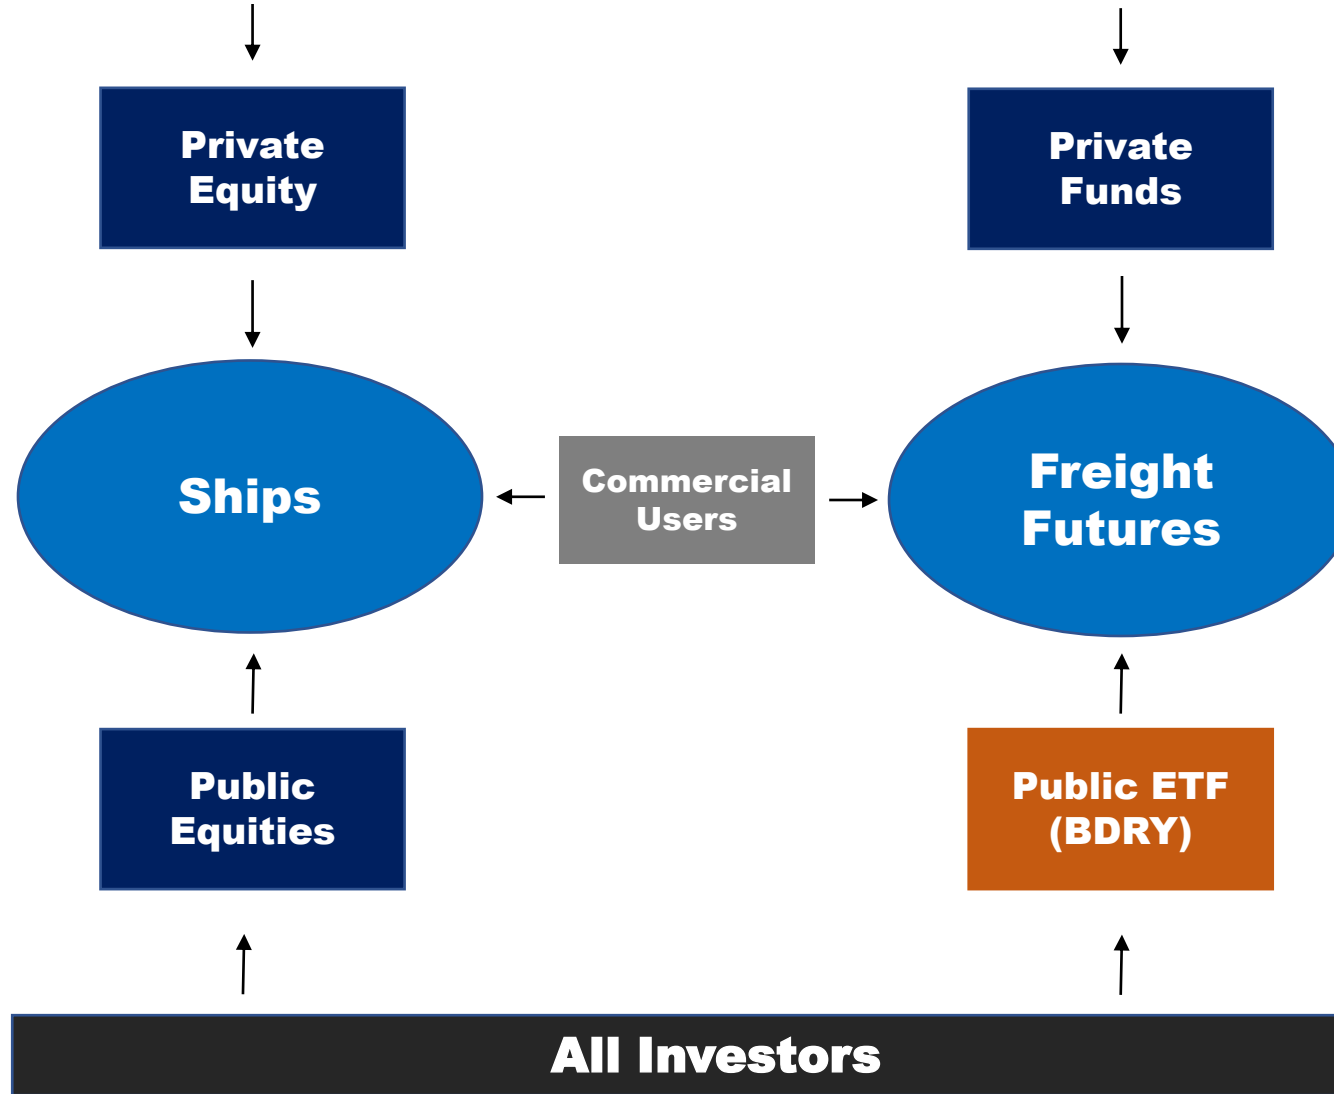 Private
Equity
Private
Funds
Ships
Commercial
Users
Freight
Futures
Public
Equities
Public ETF
(BDRY)
All Investors